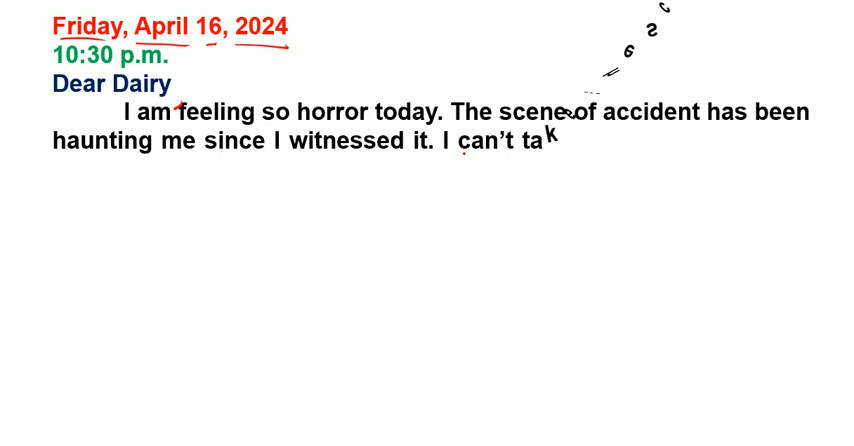 Friday, April 16, 2024
10:30 p.m.
Dear Dairy
I am feeling so horror today. The scene of accident has been
haunting me since I witnessed it. I can't tak